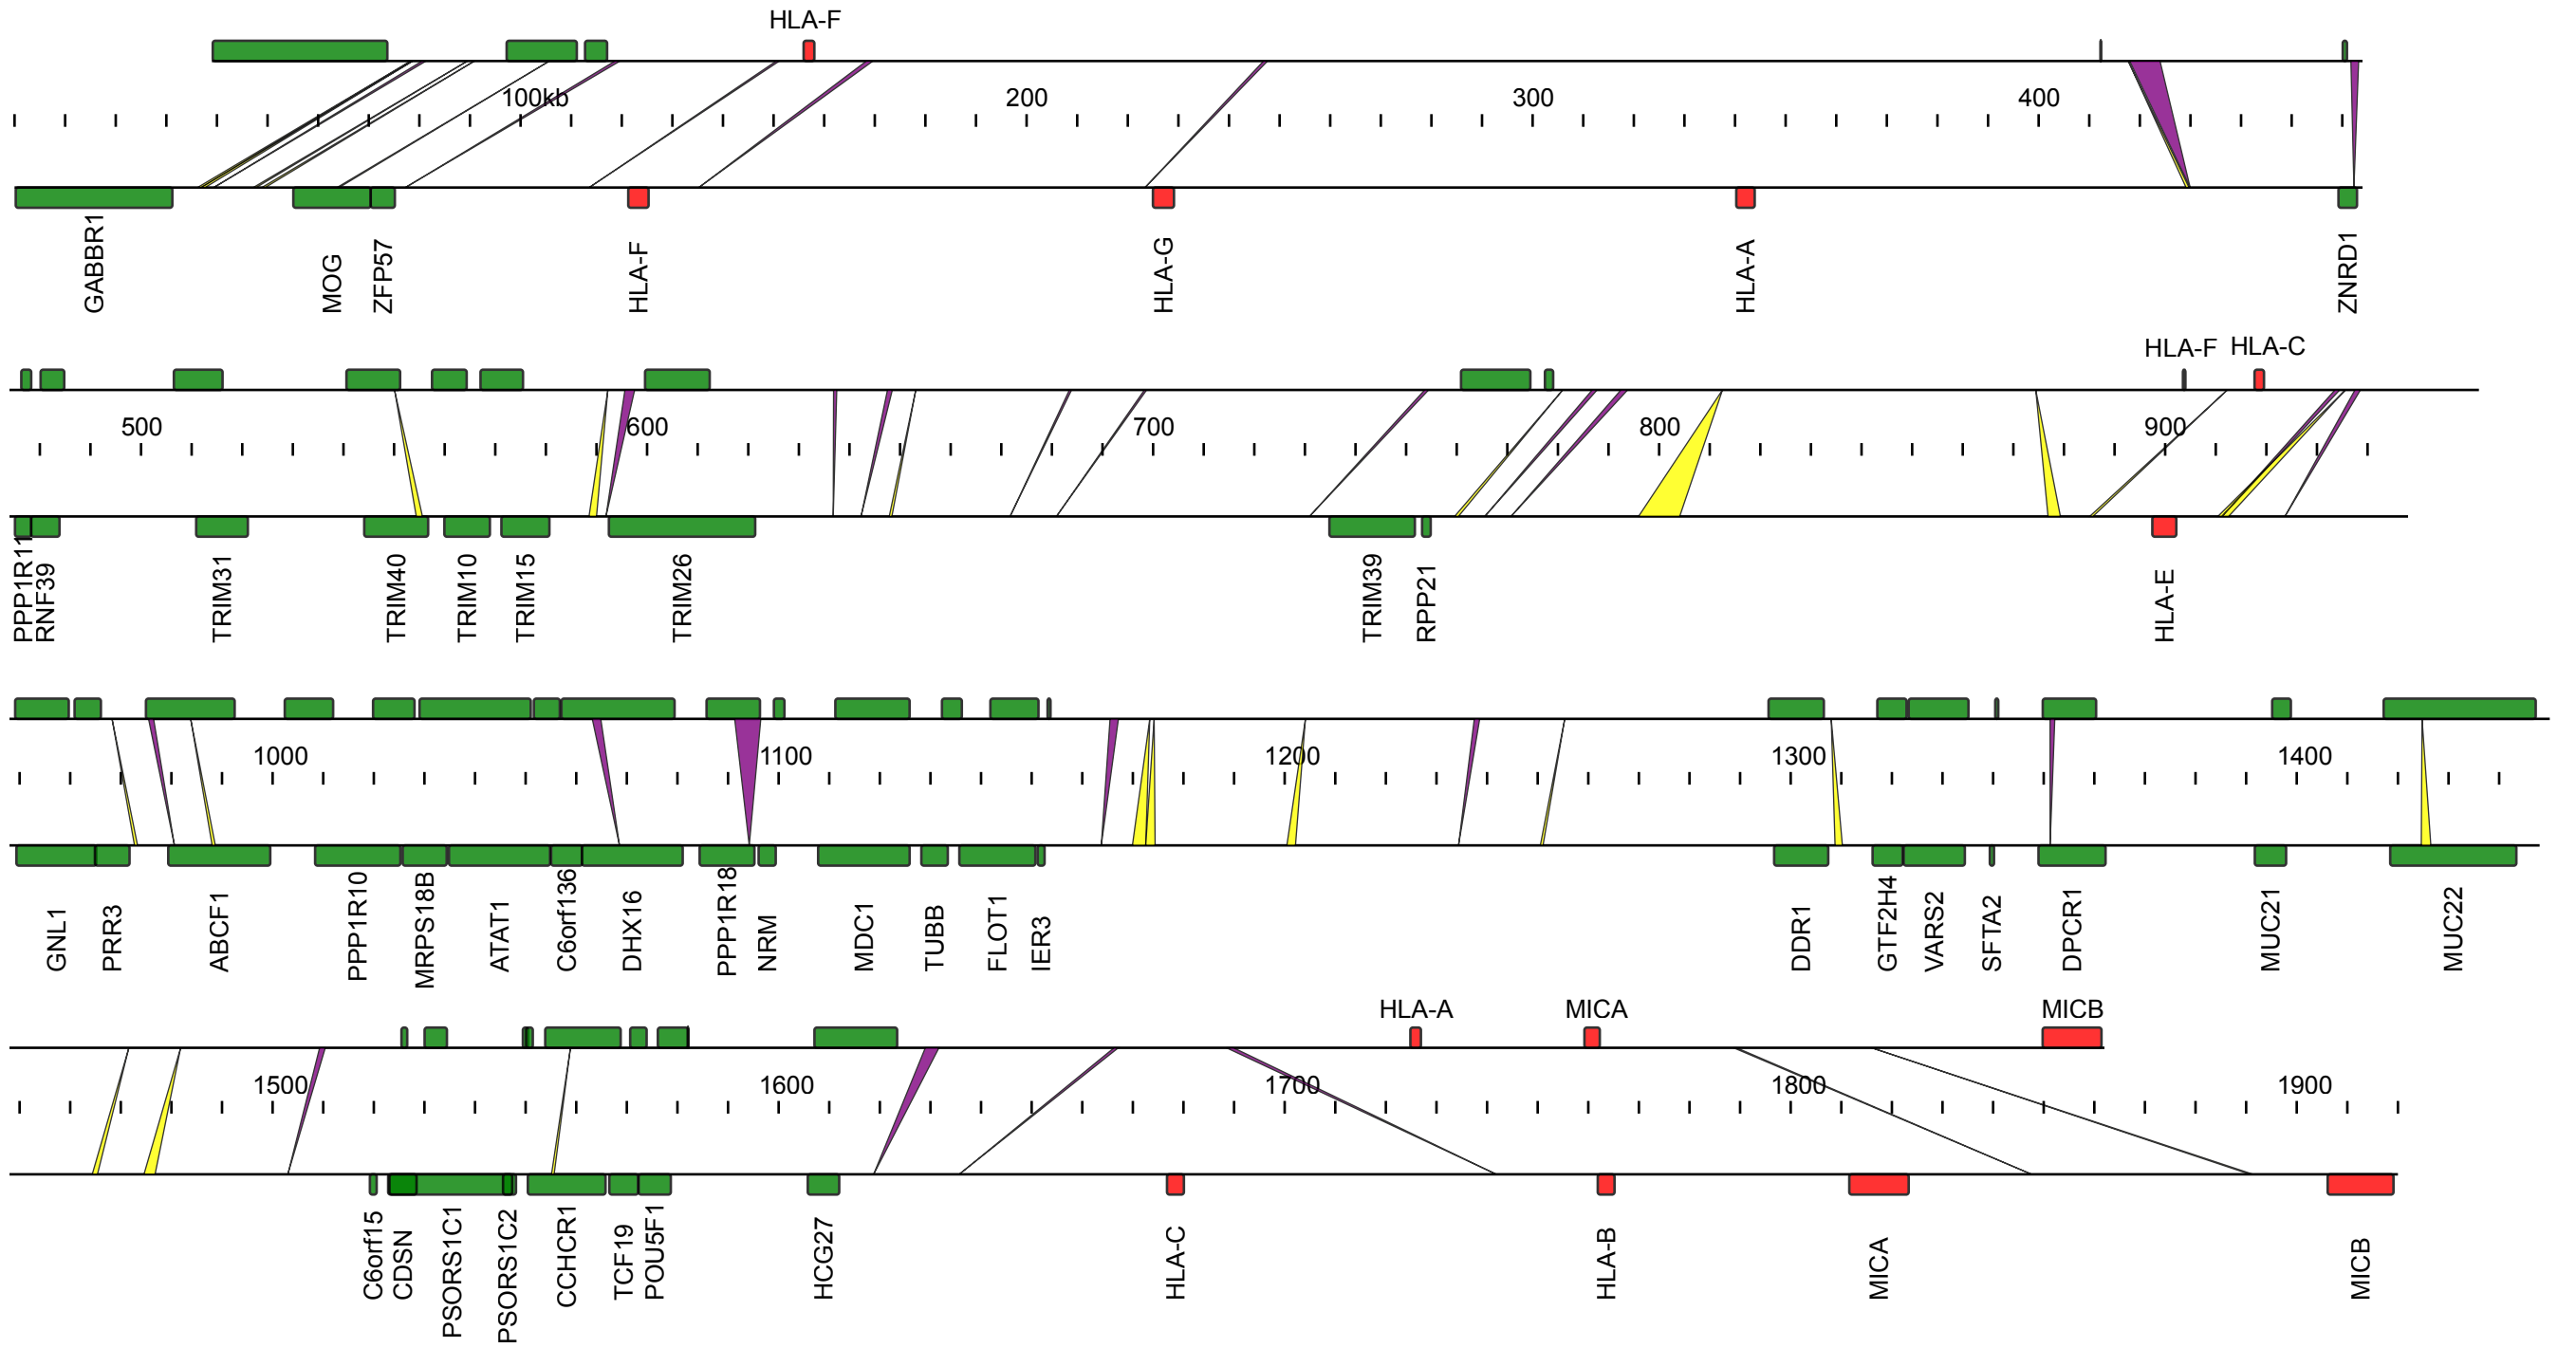 HLA-F
100kb 200 300 400
GABBR1 MOG ZFP57 HLA-F HLA-G HLA-A ZNRD1
HLA-F HLA-C
500 600 700 800 900
PPP1R11 RNF39 TRIM31 TRIM40 TRIM10 TRIM15 TRIM26 TRIM39 RPP21 HLA-E
1000 1100 1200 1300 1400
GNL1 PRR3 ABCF1 PPP1R10 MRPS18B ATAT1 C6orf136 DHX16 PPP1R18 NRM MDC1 TUBB FLOT1 IER3 DDR1 GTF2H4 VARS2 SFTA2 DPCR1 MUC21 MUC22
HLA-A MICA MICB
1500 1600 1700 1800 1900
C6orf15 CDSN PSORS1C1 PSORS1C2 CCHCR1 TCF19 POU5F1 HCG27 HLA-C HLA-B MICA MICB